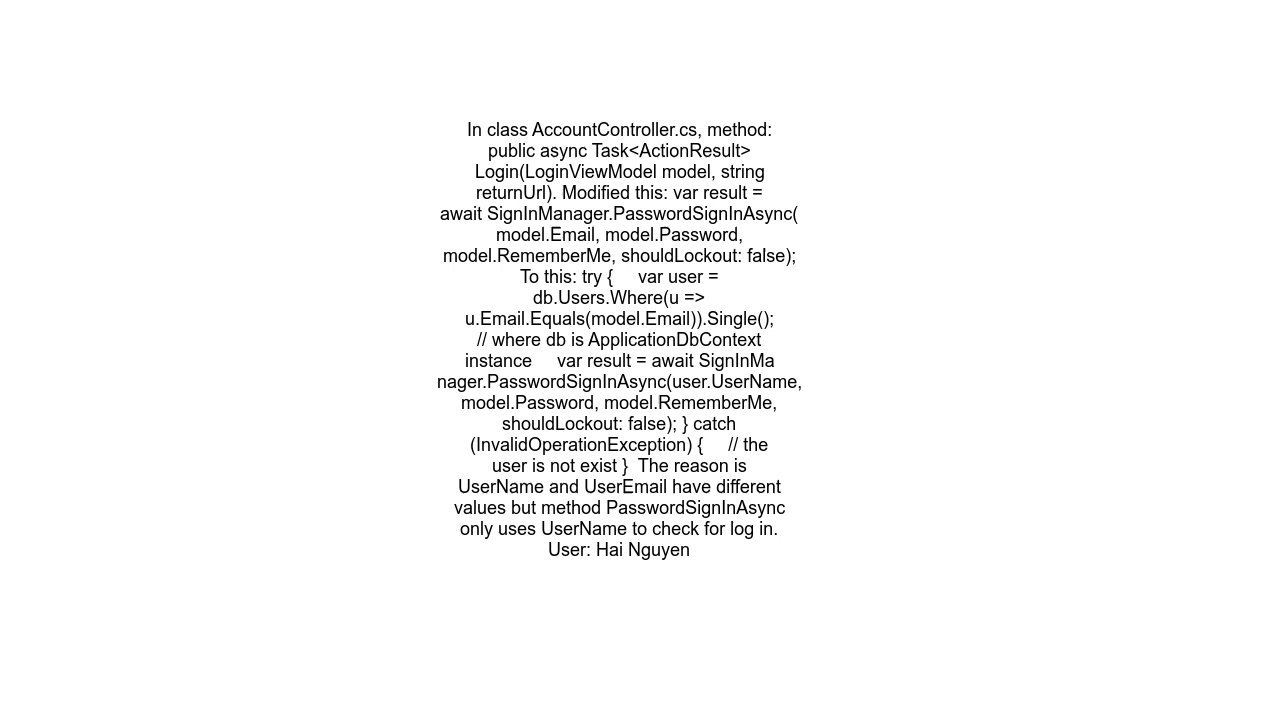 In class AccountController.cs, method:
public async Task<ActionResult>
Login(LoginViewModel model, string
returnUrl). Modified this: var result =
await SignInManager.PasswordSignInAsync(
model.Email, model.Password,
model.RememberMe, shouldLockout: false);
To this: try {     var user =
db.Users.Where(u =>
u.Email.Equals(model.Email)).Single();
// where db is ApplicationDbContext
instance     var result = await SignInMa
nager.PasswordSignInAsync(user.UserName,
model.Password, model.RememberMe,
shouldLockout: false); } catch
(InvalidOperationException) {     // the
user is not exist }  The reason is
UserName and UserEmail have different
values but method PasswordSignInAsync
only uses UserName to check for log in.
User: Hai Nguyen